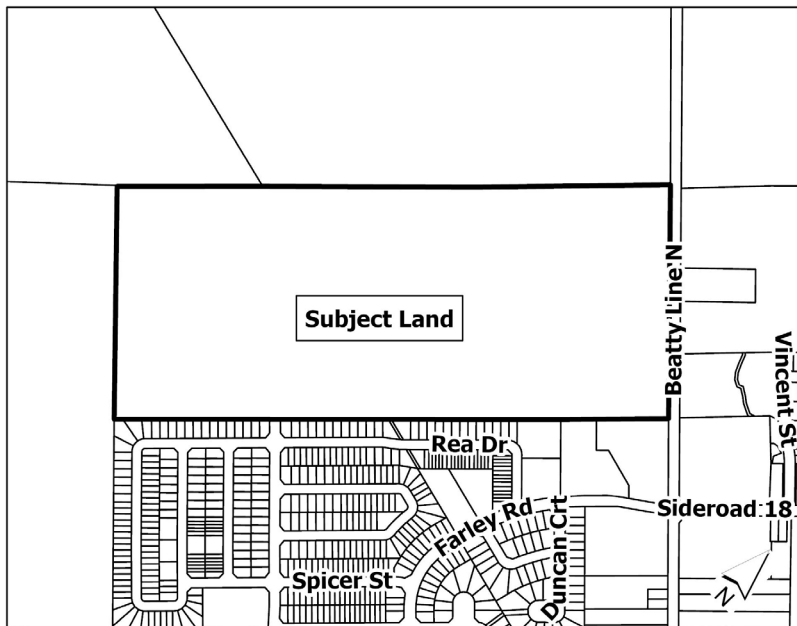 Subject Land
Beatty Line N
Vincent St
Rea Dr
Farley Rd
Sideroad 18
Duncan Crt
Spicer St
N